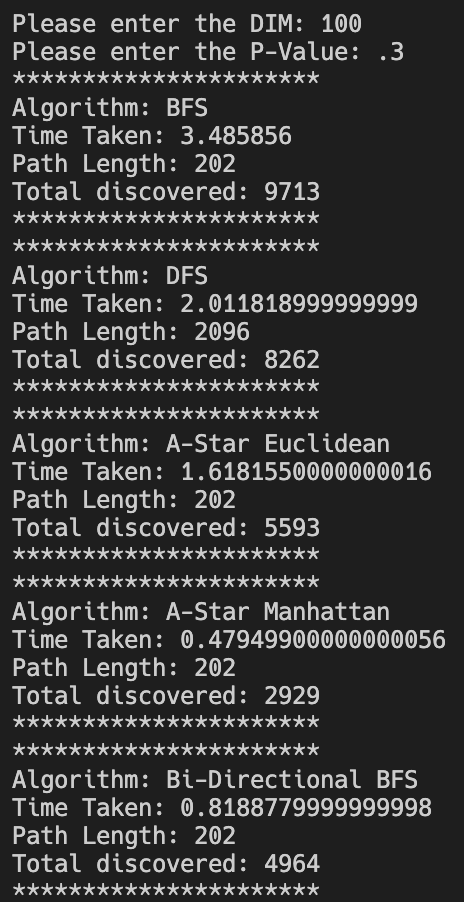 Please enter the DIM: 100
Please enter the P-Value: .3
**********************
Algorithm: BFS
Time Taken: 3.485856
Path Length: 202
Total discovered: 9713
**********************
**********************
Algorithm: DFS
Time Taken: 2.011818999999999
Path Length: 2096
Total discovered: 8262
**********************
**********************
Algorithm: A-Star Euclidean
Time Taken: 1.6181550000000016
Path Length: 202
Total discovered: 5593
**********************
**********************
Algorithm: A-Star Manhattan
Time Taken: 0.47949900000000056
Path Length: 202
Total discovered: 2929
**********************
**********************
Algorithm: Bi-Directional BFS
Time Taken: 0.8188779999999998
Path Length: 202
Total discovered: 4964
**********************